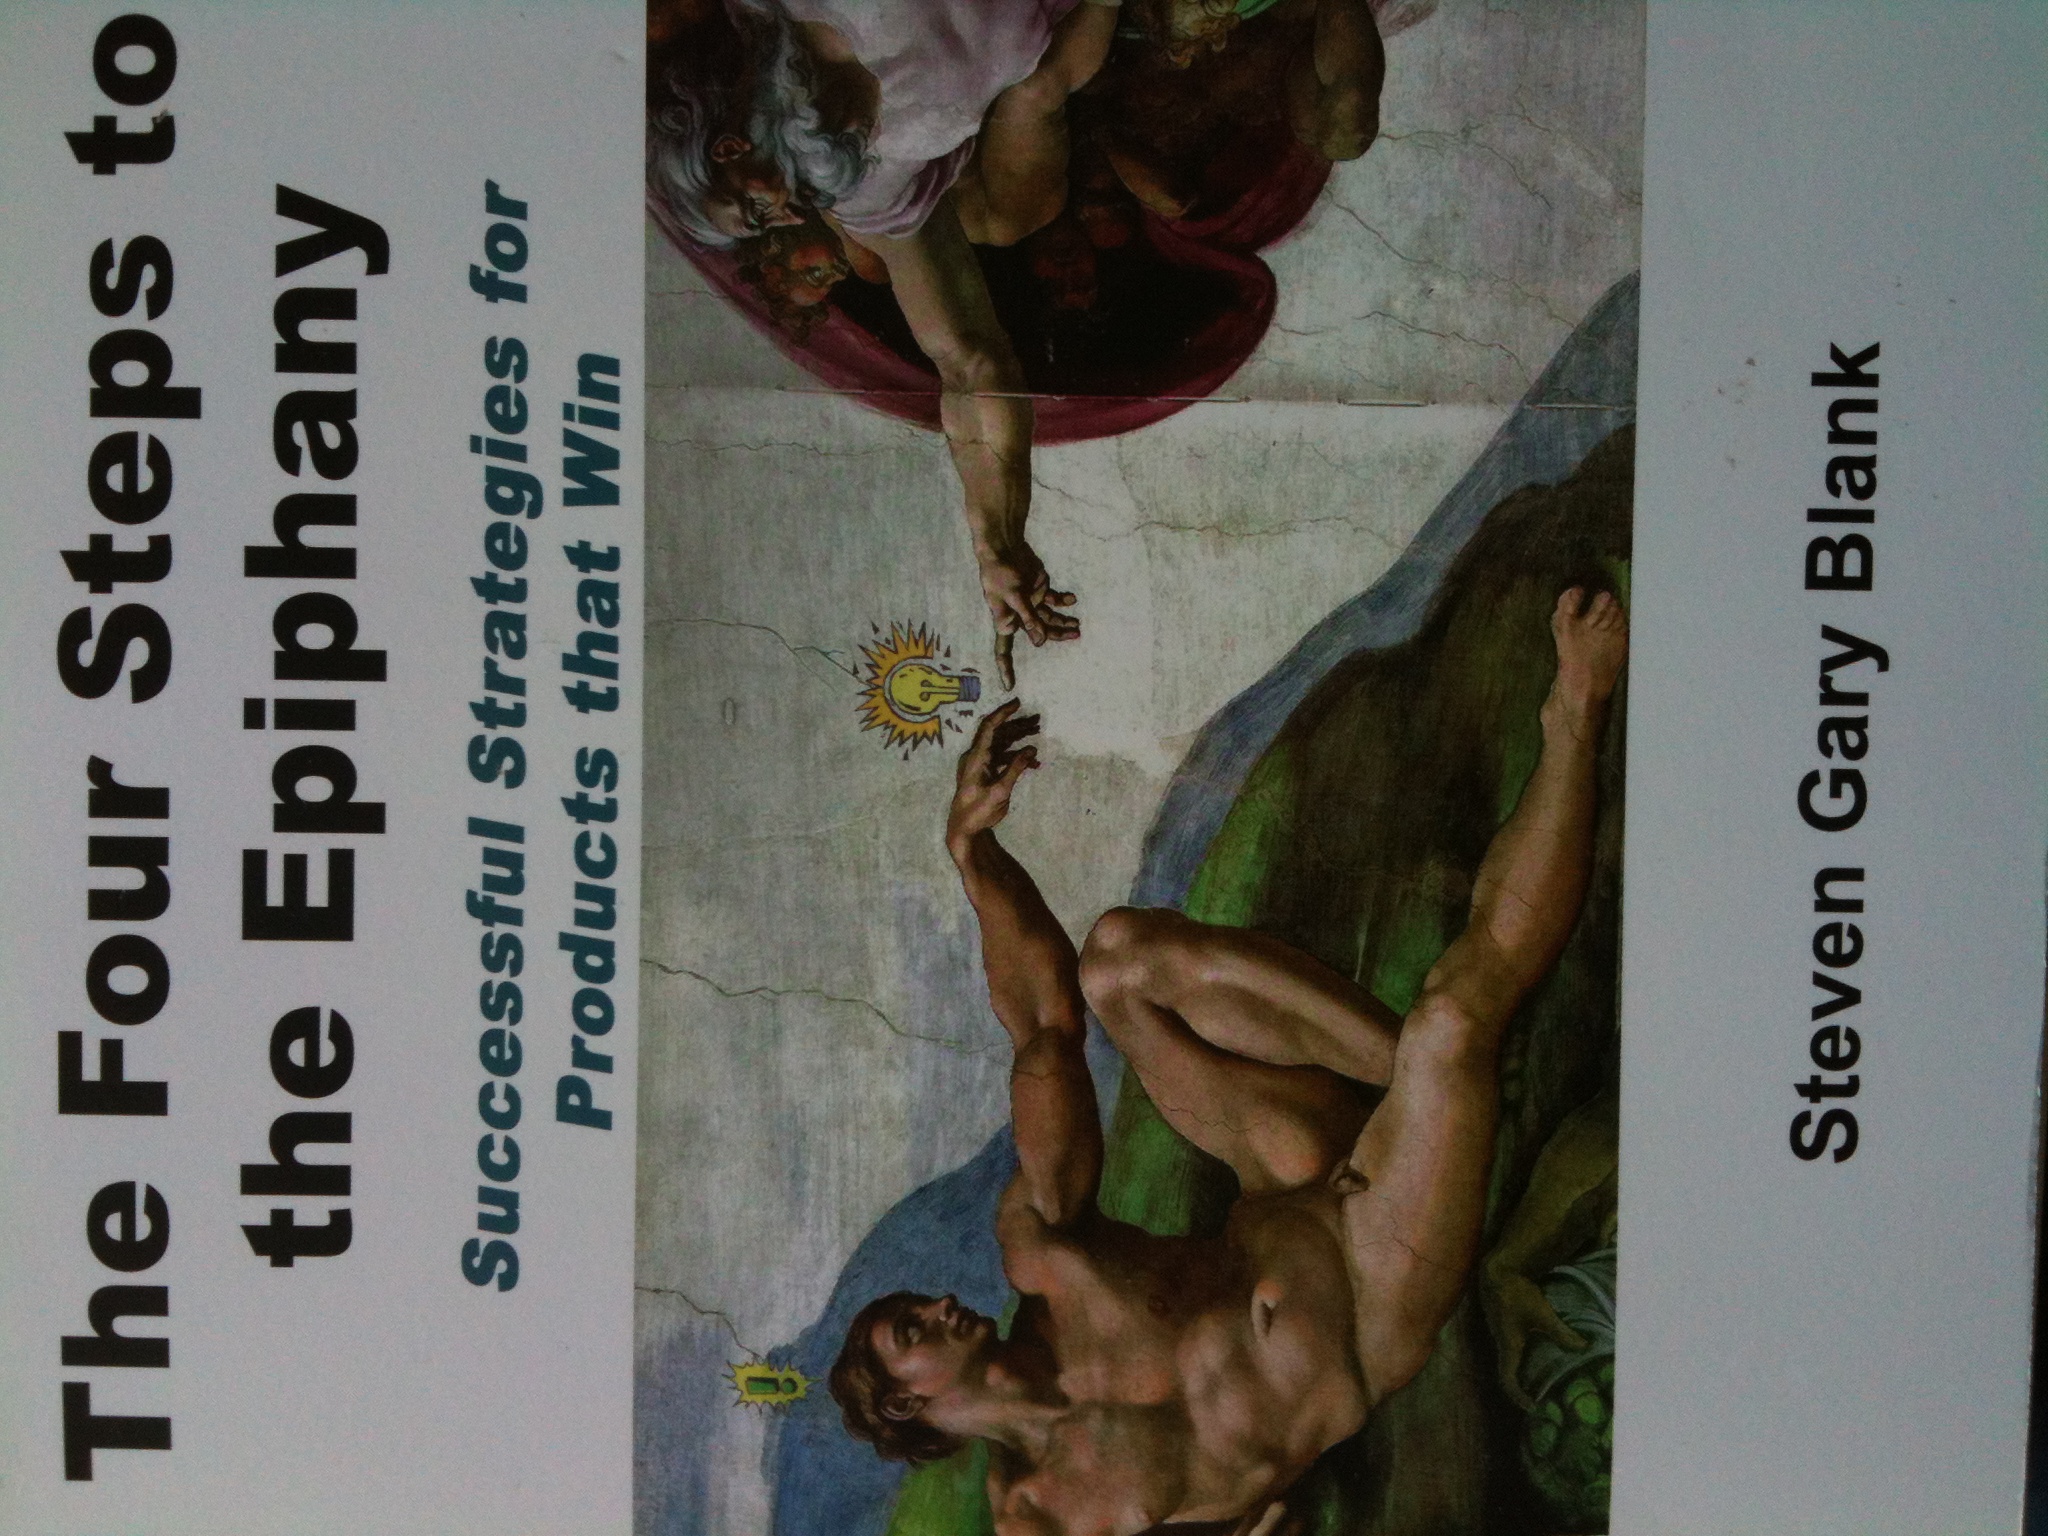 The Four Steps to
the Epiphany
Successful Strategies for
Products that Win
!
Steven Gary Blank